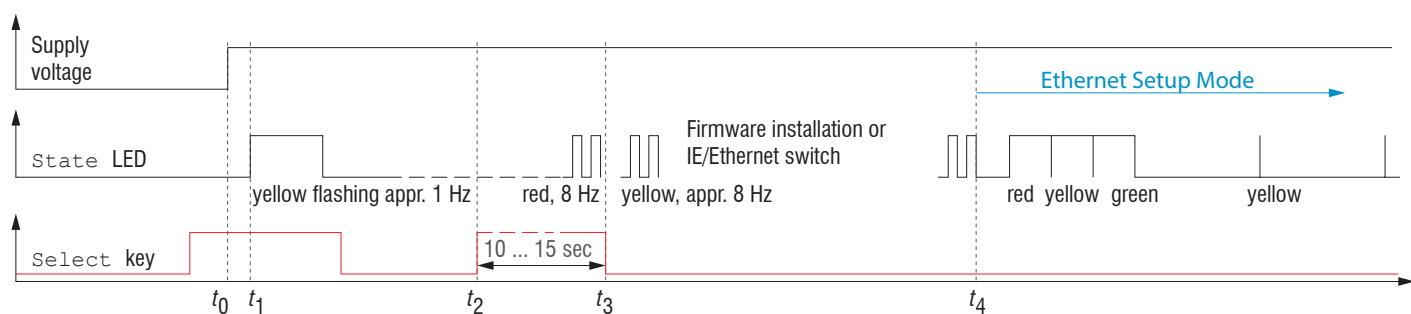 Supply
voltage
Ethernet Setup Mode
State LED
Firmware installation or
IE/Ethernet switch
yellow flashing appr. 1 Hz
red, 8 Hz
yellow, appr. 8 Hz
red yellow green
yellow
Select key
10 ... 15 sec
t0 t1 t2 t3 t4